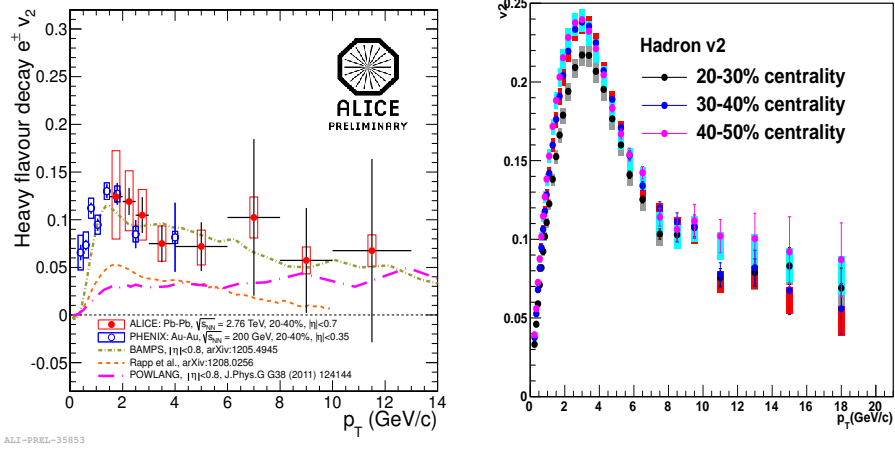 Heavy flavour decay e± v2
0.3
0.25
0.2
0.15
0.1
0.05
0
-0.05
ALICE
PRELIMINARY
ALICE: Pb-Pb, √sNN = 2.76 TeV, 20-40%, |η|<0.7
PHENIX: Au-Au, √sNN = 200 GeV, 20-40%, |η|<0.35
BAMPS, |η|<0.8, arXiv:1205.4945
Rapp et al., arXiv:1208.0256
POWLANG, |η|<0.8, J.Phys.G G38 (2011) 124144
0 2 4 6 8 10 12 14
pT (GeV/c)
ALI-PREL-35853
v2
0.25
0.2
0.15
0.1
0.05
0
Hadron v2
20-30% centrality
30-40% centrality
40-50% centrality
0 2 4 6 8 10 12 14 16 18 20
pT (GeV/c)